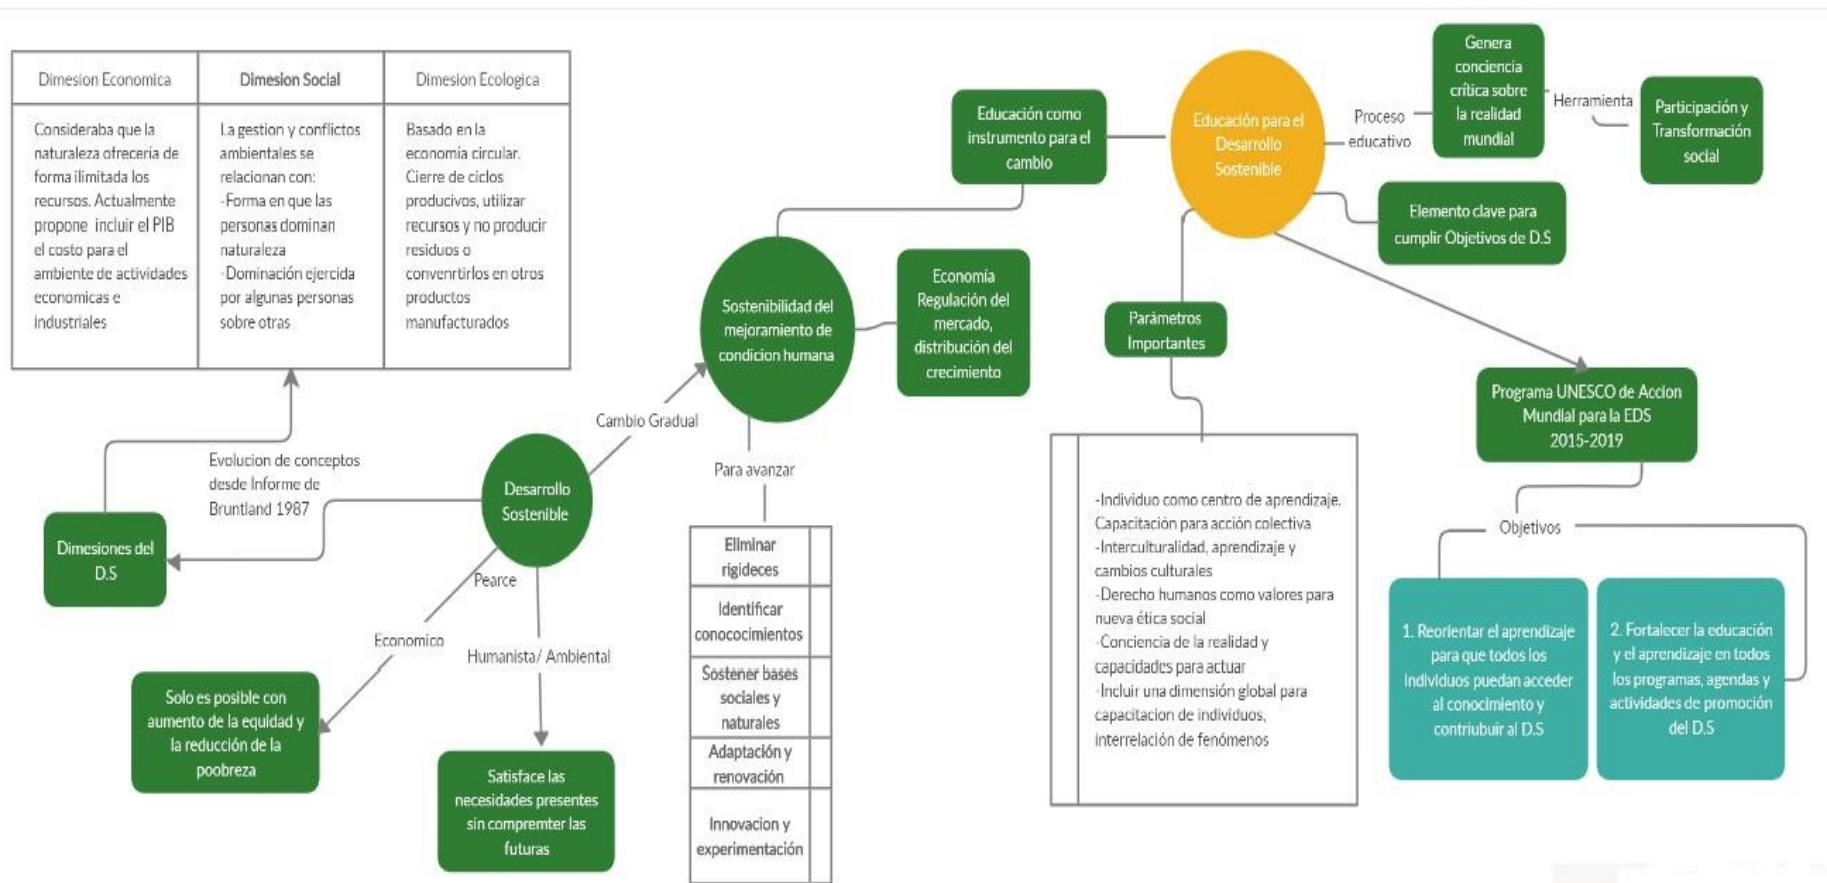 Dimesion Economica
Dimesion Social
Dimesion Ecologica
Consideraba que la
naturaleza ofrecería de
forma ilimitada los
recursos. Actualmente
propone incluir el PIB
el costo para el
ambiente de actividades
economicas e
industriales
La gestion y conflictos
ambientales se
relacionan con:
-Forma en que las
personas dominan
naturaleza
-Dominación ejercida
por algunas personas
sobre otras
Basado en la
economía circular.
Cierre de ciclos
producivos, utilizar
recursos y no producir
residuos o
convenrtirlos en otros
productos
manufacturados
Evolucion de conceptos
desde Informe de
Bruntland 1987
Dimesiones del
D.S
Desarrollo
Sostenible
Pearce
Economico
Solo es posible con
aumento de la equidad y
la reducción de la
poobreza
Humanista/ Ambiental
Satisface las
necesidades presentes
sin compremter las
futuras
Cambio Gradual
Sostenibilidad del
mejoramiento de
condicion humana
Economía
Regulación del
mercado,
distribución del
crecimiento
Para avanzar
Eliminar
rigideces
Identificar
conococimientos
Sostener bases
sociales y
naturales
Adaptación y
renovación
Innovacion y
experimentación
Educación como
instrumento para el
cambio
Educación para el
Desarrollo
Sostenible
Proceso
educativo
Genera
conciencia
crítica sobre
la realidad
mundial
Herramienta
Participación y
Transformación
social
Elemento clave para
cumplir Objetivos de D.S
Parámetros
Importantes
-Individuo como centro de aprendizaje.
Capacitación para acción colectiva
-Interculturalidad, aprendizaje y
cambios culturales
-Derecho humanos como valores para
nueva ética social
-Conciencia de la realidad y
capacidades para actuar
-Incluir una dimensión global para
capacitacion de individuos,
interrelación de fenómenos
Programa UNESCO de Accion
Mundial para la EDS
2015-2019
Objetivos
1. Reorientar el aprendizaje
para que todos los
Individuos puedan acceder
al conocimiento y
contriubuir al D.S
2. Fortalecer la educación
y el aprendizaje en todos
los programas, agendas y
actividades de promoción
del D.S